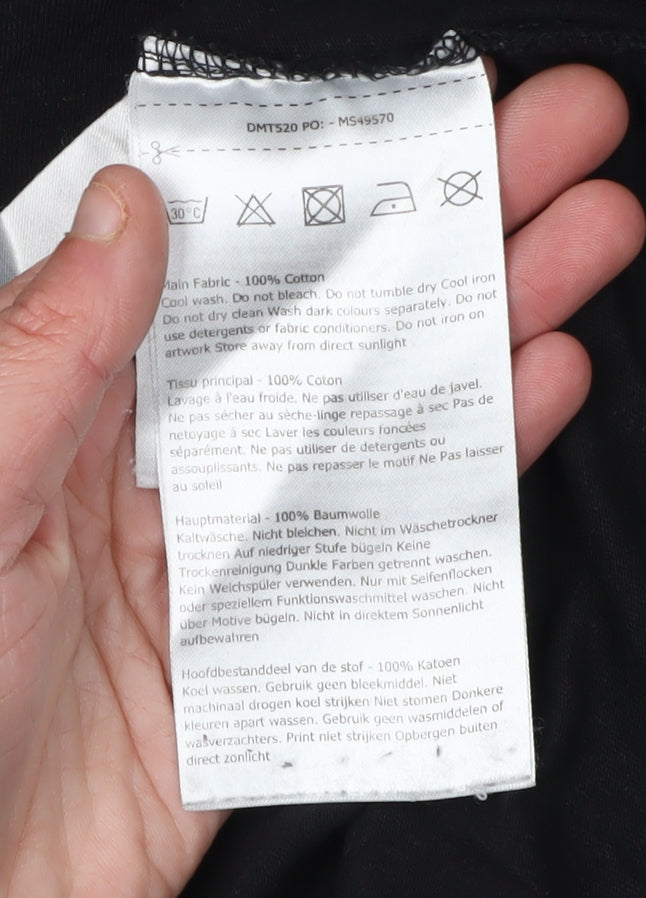 DMT520 PO: - MS49570
30°C
Main Fabric - 100% Cotton
Cool wash. Do not bleach. Do not tumble dry Cool iron
Do not dry clean Wash dark colours separately. Do not
use detergents or fabric conditioners. Do not iron on
artwork Store away from direct sunlight
Tissu principal - 100% Coton
Lavage à l'eau froide. Ne pas utiliser d'eau de javel.
Ne pas sécher au sèche-linge repassage à sec Pas de
netoyage à sec Laver les couleurs foncées
séparément. Ne pas utiliser de detergents ou
assouplissants. Ne pas repasser le motif Ne Pas laisser
au soleil
Hauptmaterial - 100% Baumwolle
Kaltwäsche. Nicht bleichen. Nicht im Wäschetrockner
trocknen Auf niedriger Stufe bügeln Keine
Trockenreinigung Dunkle Farben getrennt waschen.
Kein Weichspüler verwenden. Nur mit Selfenflocken
oder speziellem Funktionswaschmittel waschen. Nicht
über Motive bügeln. Nicht in direktem Sonnenlicht
aufbewahren
Hoofdbestanddeel van de stof - 100% Katoen
Koel wassen. Gebruik geen bleekmiddel. Niet
machinaal drogen koel strijken Niet stomen Donkere
kleuren apart wassen. Gebruik geen wasmiddelen of
wasverzachters. Print niet strijken Opbergen buiten
direct zonlicht